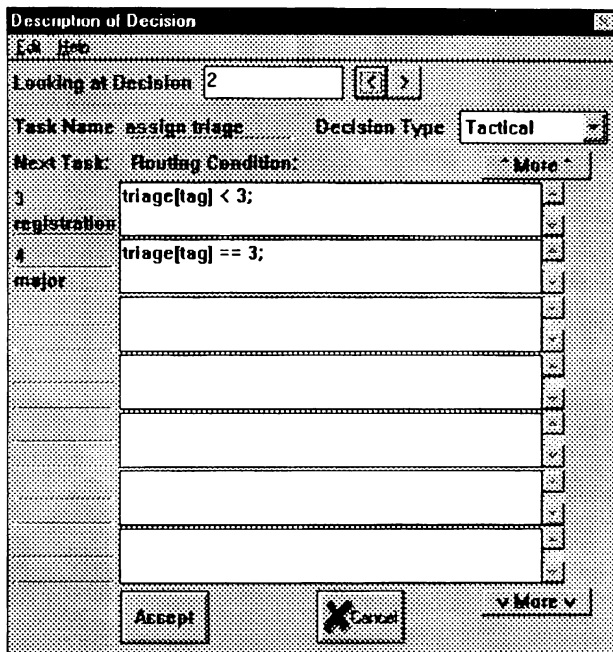 Description of Decision
Edit Help
Looking at Decision 2 < >
Task Name assign triage Decision Type Tactical
Next Task: Routing Condition: ^ More ^
3 triage[tag] < 3;
registration
4 triage[tag] == 3;
major
Accept Cancel v More v